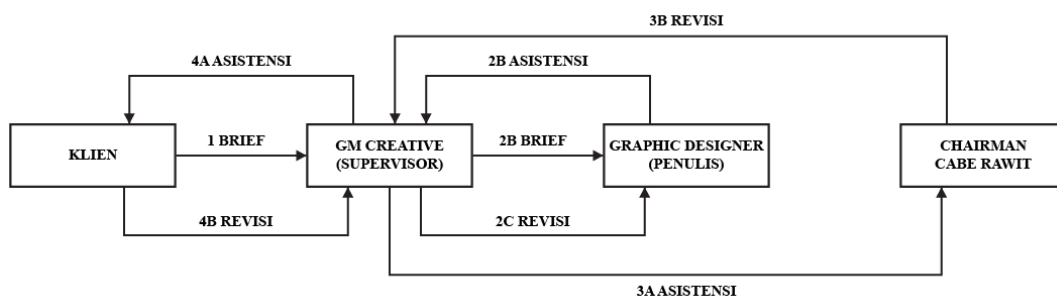 3B REVISI
4A ASISTENSI
2B ASISTENSI
KLIEN
1 BRIEF
GM CREATIVE
(SUPERVISOR)
2B BRIEF
GRAPHIC DESIGNER
(PENULIS)
CHAIRMAN
CABE RAWIT
4B REVISI
2C REVISI
3A ASISTENSI